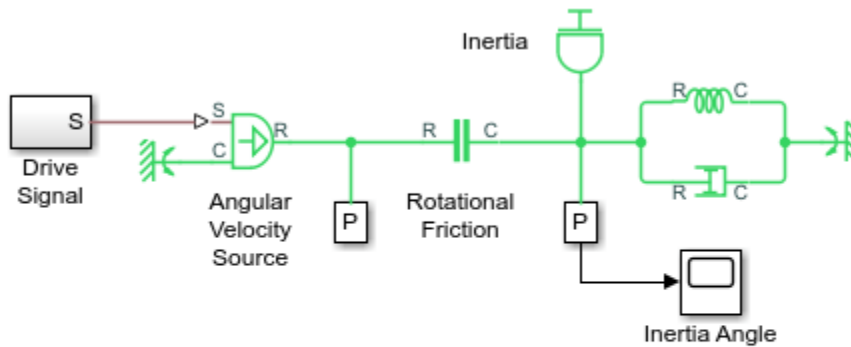 Inertia
S
S
R
C
R
C
R
C
R
C
P
P
Drive
Signal
Angular
Velocity
Source
Rotational
Friction
Inertia Angle